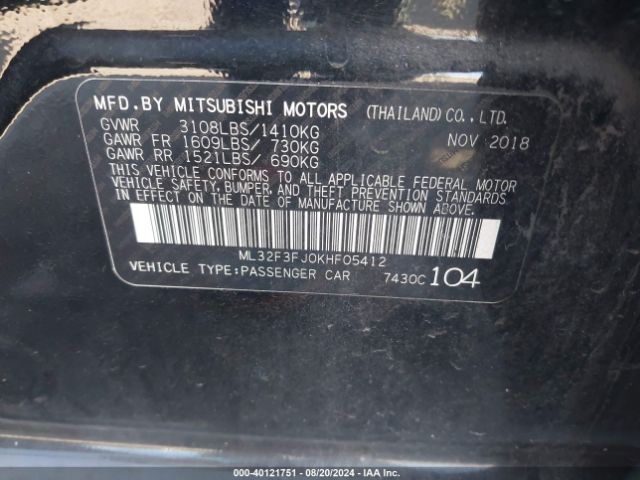 MFD.BY MITSUBISHI MOTORS (THAILAND)CO.,LTD.
GVWR 3108LBS/1410KG NOV 2018
GAWR FR 1609LBS/ 730KG
GAWR RR 1521LBS/ 690KG
THIS VEHICLE CONFORMS TO ALL APPLICABLE FEDERAL MOTOR
VEHICLE SAFETY, BUMPER, AND THEFT PREVENTION STANDARDS
IN EFFECT ON THE DATE OF MANUFACTURE SHOWN ABOVE.
ML32F3FJ0KHF05412
VEHICLE TYPE:PASSENGER CAR 7430C 104
000-40121751 - 08/20/2024 - IAA Inc.